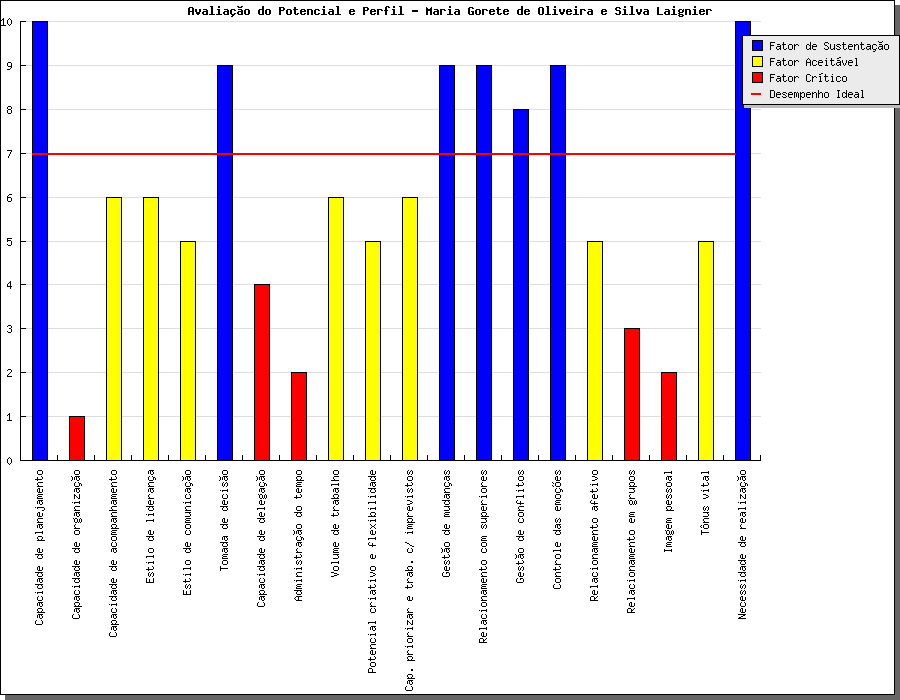 Avaliação do Potencial e Perfil - Maria Gorete de Oliveira e Silva Laignier
Fator de Sustentação
Fator Aceitável
Fator Crítico
Desempenho Ideal
10
9
8
7
6
5
4
3
2
1
0
Capacidade de planejamento
Capacidade de organização
Capacidade de acompanhamento
Estilo de liderança
Estilo de comunicação
Tomada de decisão
Capacidade de delegação
Administração do tempo
Volume de trabalho
Potencial criativo e flexibilidade
Cap. priorizar e trab. c/ imprevistos
Gestão de mudanças
Relacionamento com superiores
Gestão de conflitos
Controle das emoções
Relacionamento afetivo
Relacionamento em grupos
Imagem pessoal
Tônus vital
Necessidade de realização